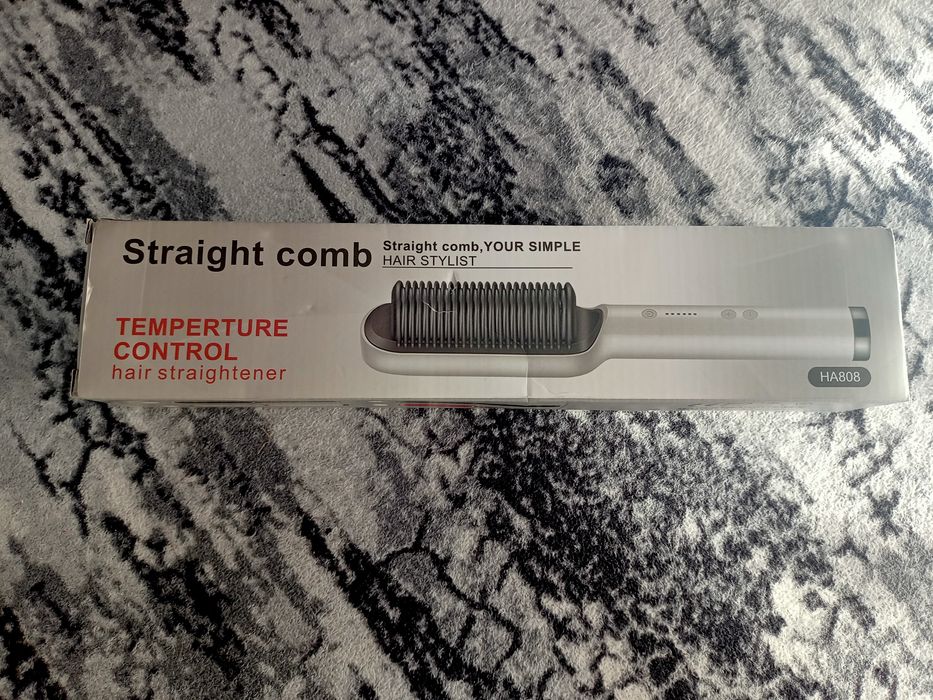 Straight comb
Straight comb,YOUR SIMPLE
HAIR STYLIST
TEMPERTURE
CONTROL
hair straightener
HA808